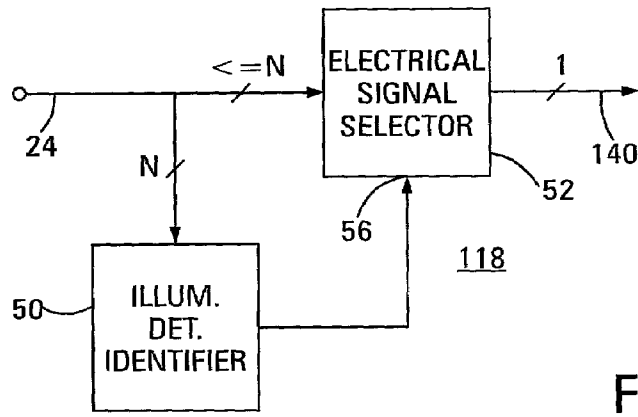 <=N
ELECTRICAL
SIGNAL
SELECTOR
1
24
140
N
52
56
118
50
ILLUM.
DET.
IDENTIFIER
F